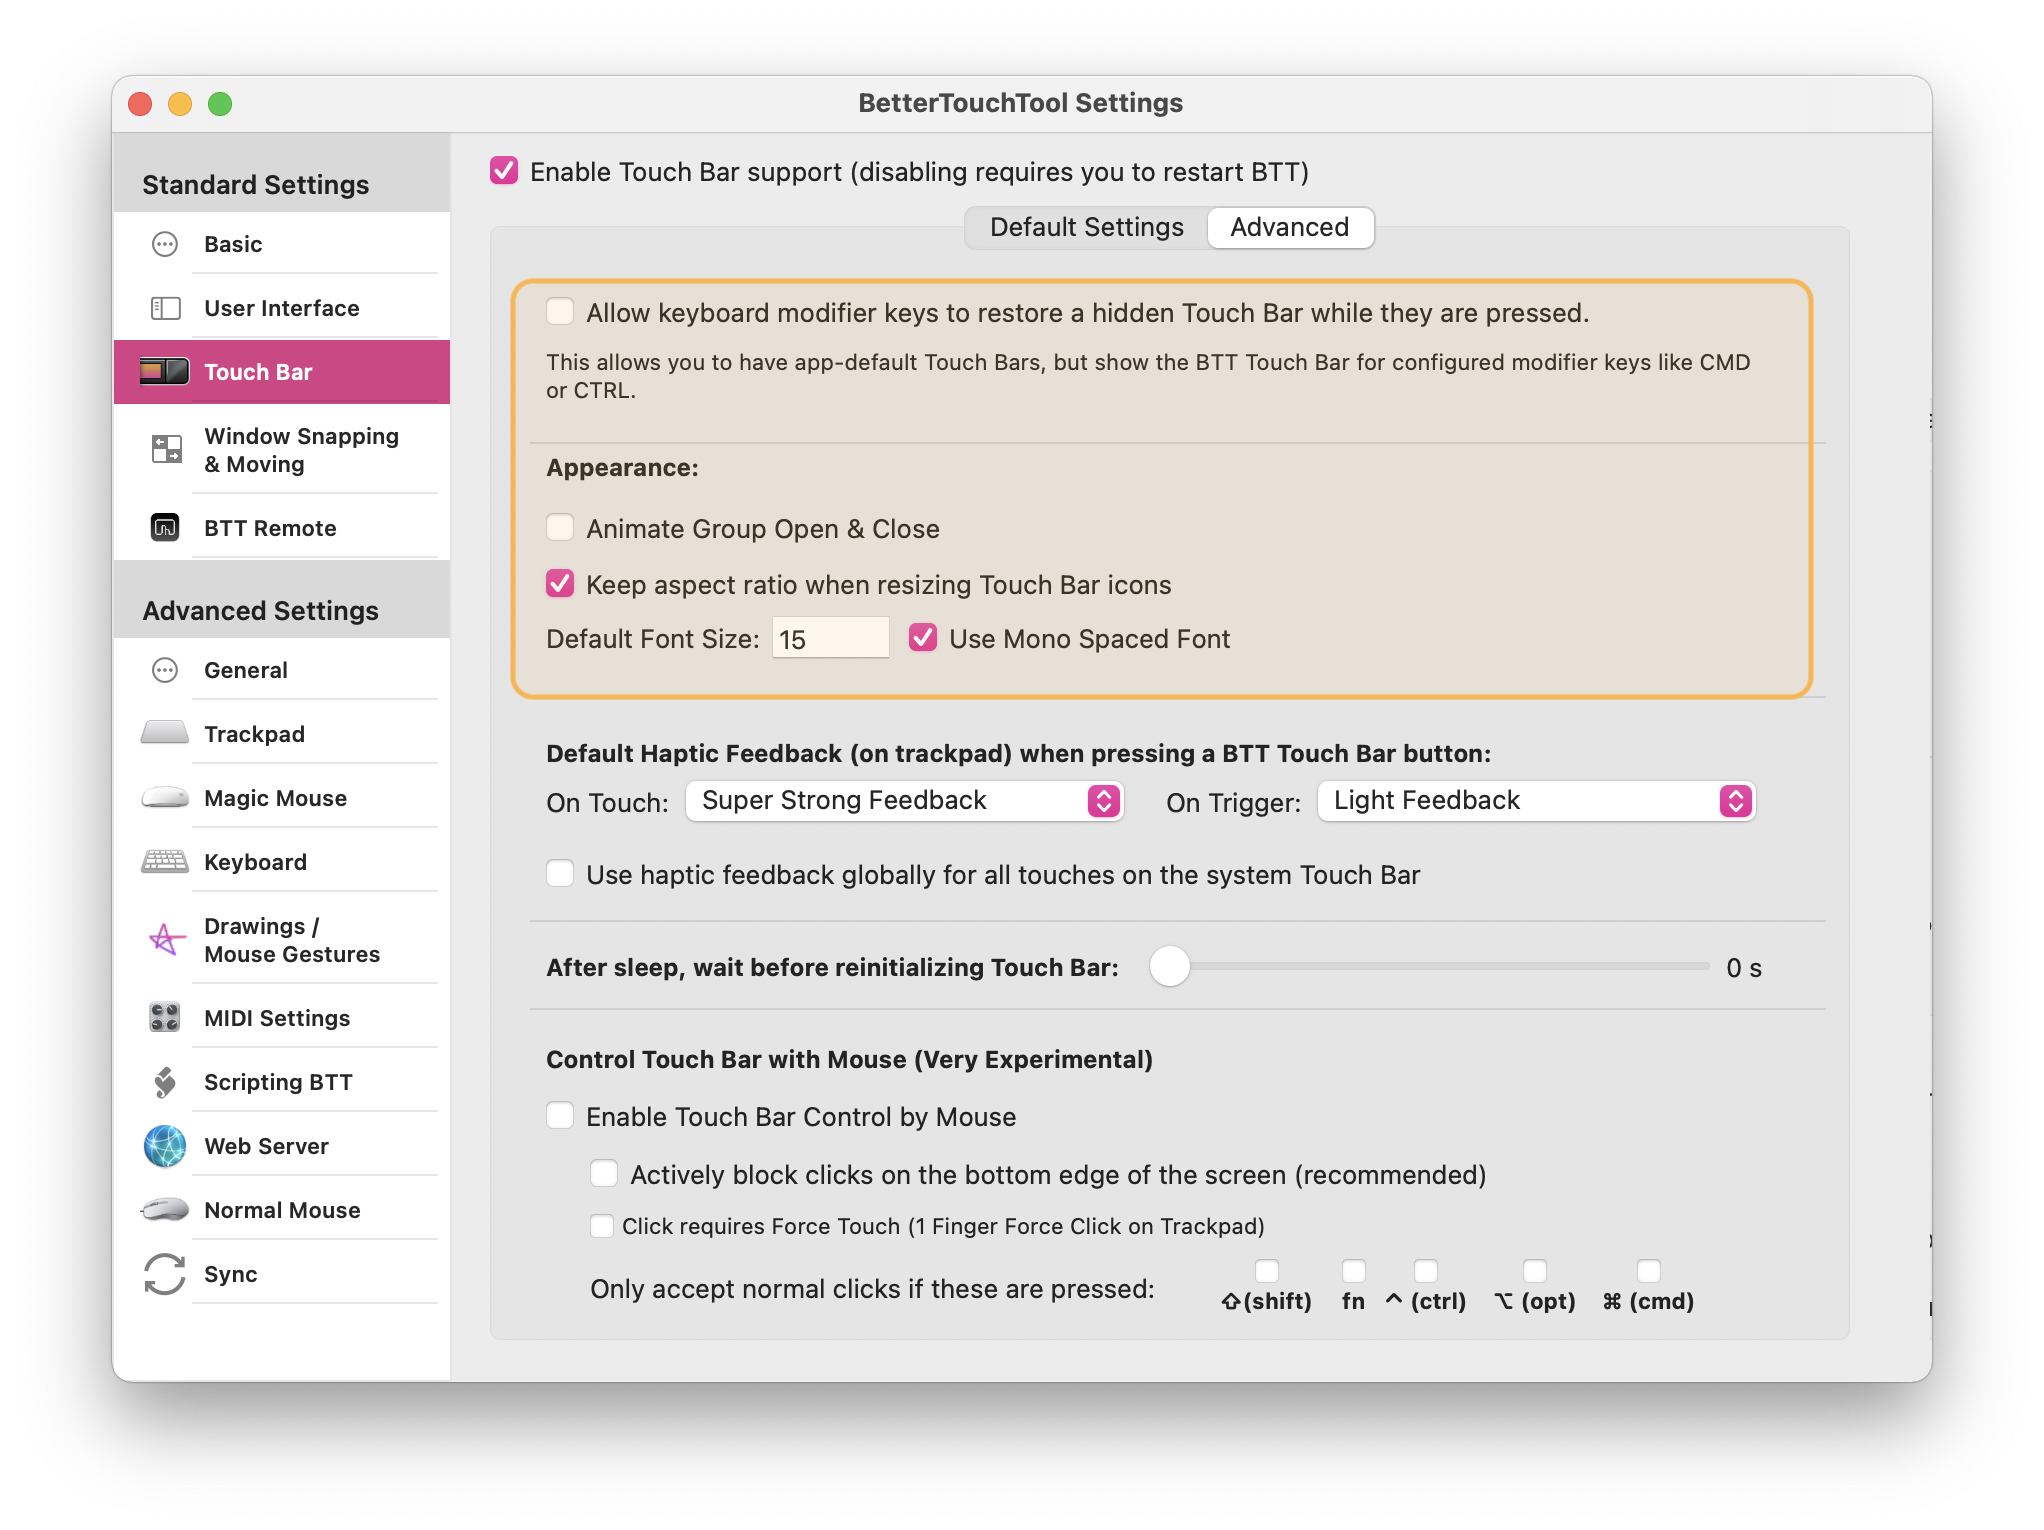 BetterTouchTool Settings
Standard Settings
Basic
User Interface
Touch Bar
Window Snapping
& Moving
BTT Remote
Advanced Settings
General
Trackpad
Magic Mouse
Keyboard
Drawings /
Mouse Gestures
MIDI Settings
Scripting BTT
Web Server
Normal Mouse
Sync
Enable Touch Bar support (disabling requires you to restart BTT)
Default Settings
Advanced
Allow keyboard modifier keys to restore a hidden Touch Bar while they are pressed.
This allows you to have app-default Touch Bars, but show the BTT Touch Bar for configured modifier keys like CMD
or CTRL.
Appearance:
Animate Group Open & Close
Keep aspect ratio when resizing Touch Bar icons
Default Font Size: 15 Use Mono Spaced Font
Default Haptic Feedback (on trackpad) when pressing a BTT Touch Bar button:
On Touch: Super Strong Feedback On Trigger: Light Feedback
Use haptic feedback globally for all touches on the system Touch Bar
After sleep, wait before reinitializing Touch Bar: 0 s
Control Touch Bar with Mouse (Very Experimental)
Enable Touch Bar Control by Mouse
Actively block clicks on the bottom edge of the screen (recommended)
Click requires Force Touch (1 Finger Force Click on Trackpad)
Only accept normal clicks if these are pressed: ⇧(shift) fn ^ (ctrl) ⌥ (opt) ⌘ (cmd)